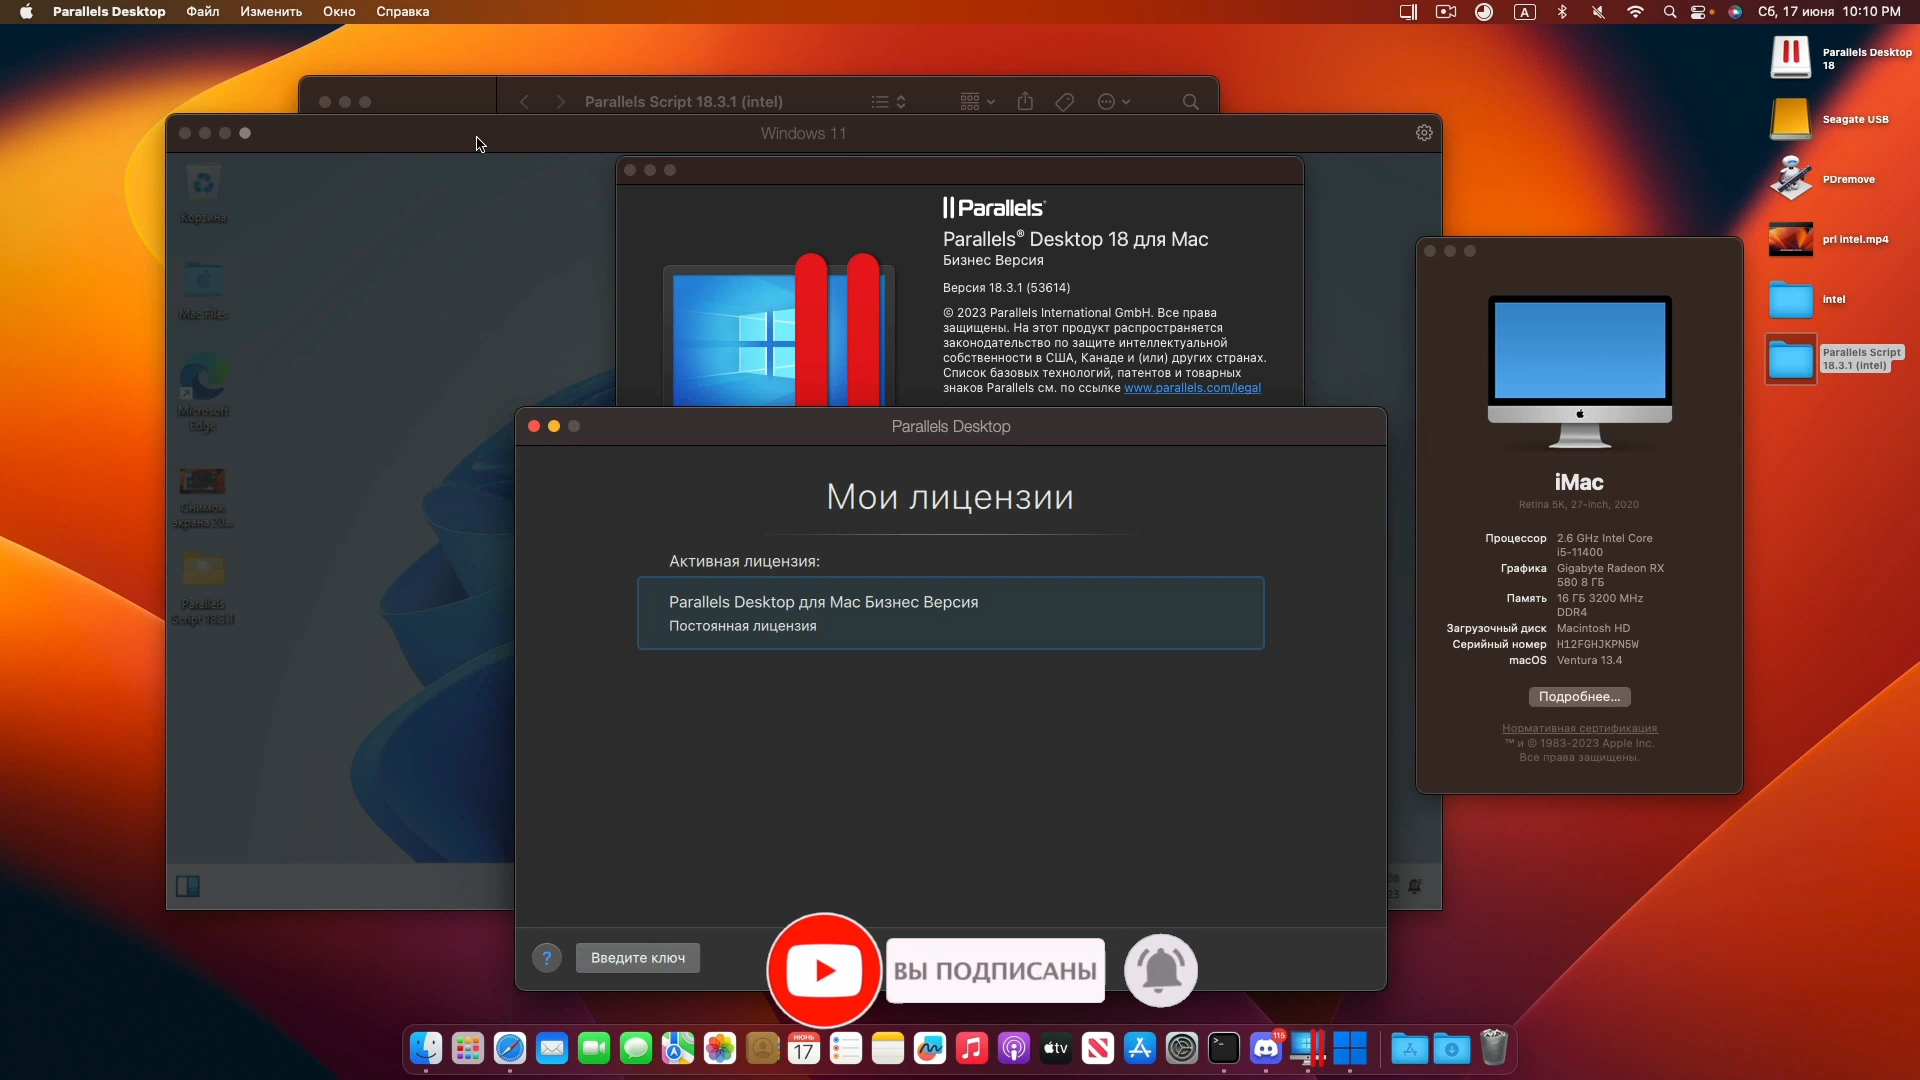 Parallels Desktop Файл Изменить Окно Справка
A
Сб, 17 июня 10:10 PM
Parallels Desktop
18
Seagate USB
PDremove
prl intel.mp4
intel
Parallels Script
18.3.1 (intel)
Parallels Script 18.3.1 (intel)
Windows 11
Корзина
Mac Files
Microsoft
Edge
Снимок
экрана 20...
Parallels
Script 18.3.1
Parallels
Parallels® Desktop 18 для Mac
Бизнес Версия
Версия 18.3.1 (53614)
© 2023 Parallels International GmbH. Все права
защищены. На этот продукт распространяется
законодательство по защите интеллектуальной
собственности в США, Канаде и (или) других странах.
Список базовых технологий, патентов и товарных
знаков Parallels см. по ссылке www.parallels.com/legal
Parallels Desktop
Мои лицензии
Активная лицензия:
Parallels Desktop для Mac Бизнес Версия
Постоянная лицензия
?
Введите ключ
ВЫ ПОДПИСАНЫ
iMac
Retina 5K, 27-inch, 2020
Процессор 2.6 GHz Intel Core
i5-11400
Графика Gigabyte Radeon RX
580 8 ГБ
Память 16 ГБ 3200 MHz
DDR4
Загрузочный диск Macintosh HD
Серийный номер H12FGHJKPN5W
macOS Ventura 13.4
Подробнее...
Нормативная сертификация
™ и © 1983-2023 Apple Inc.
Все права защищены.
ИЮНЬ
17
tv
115